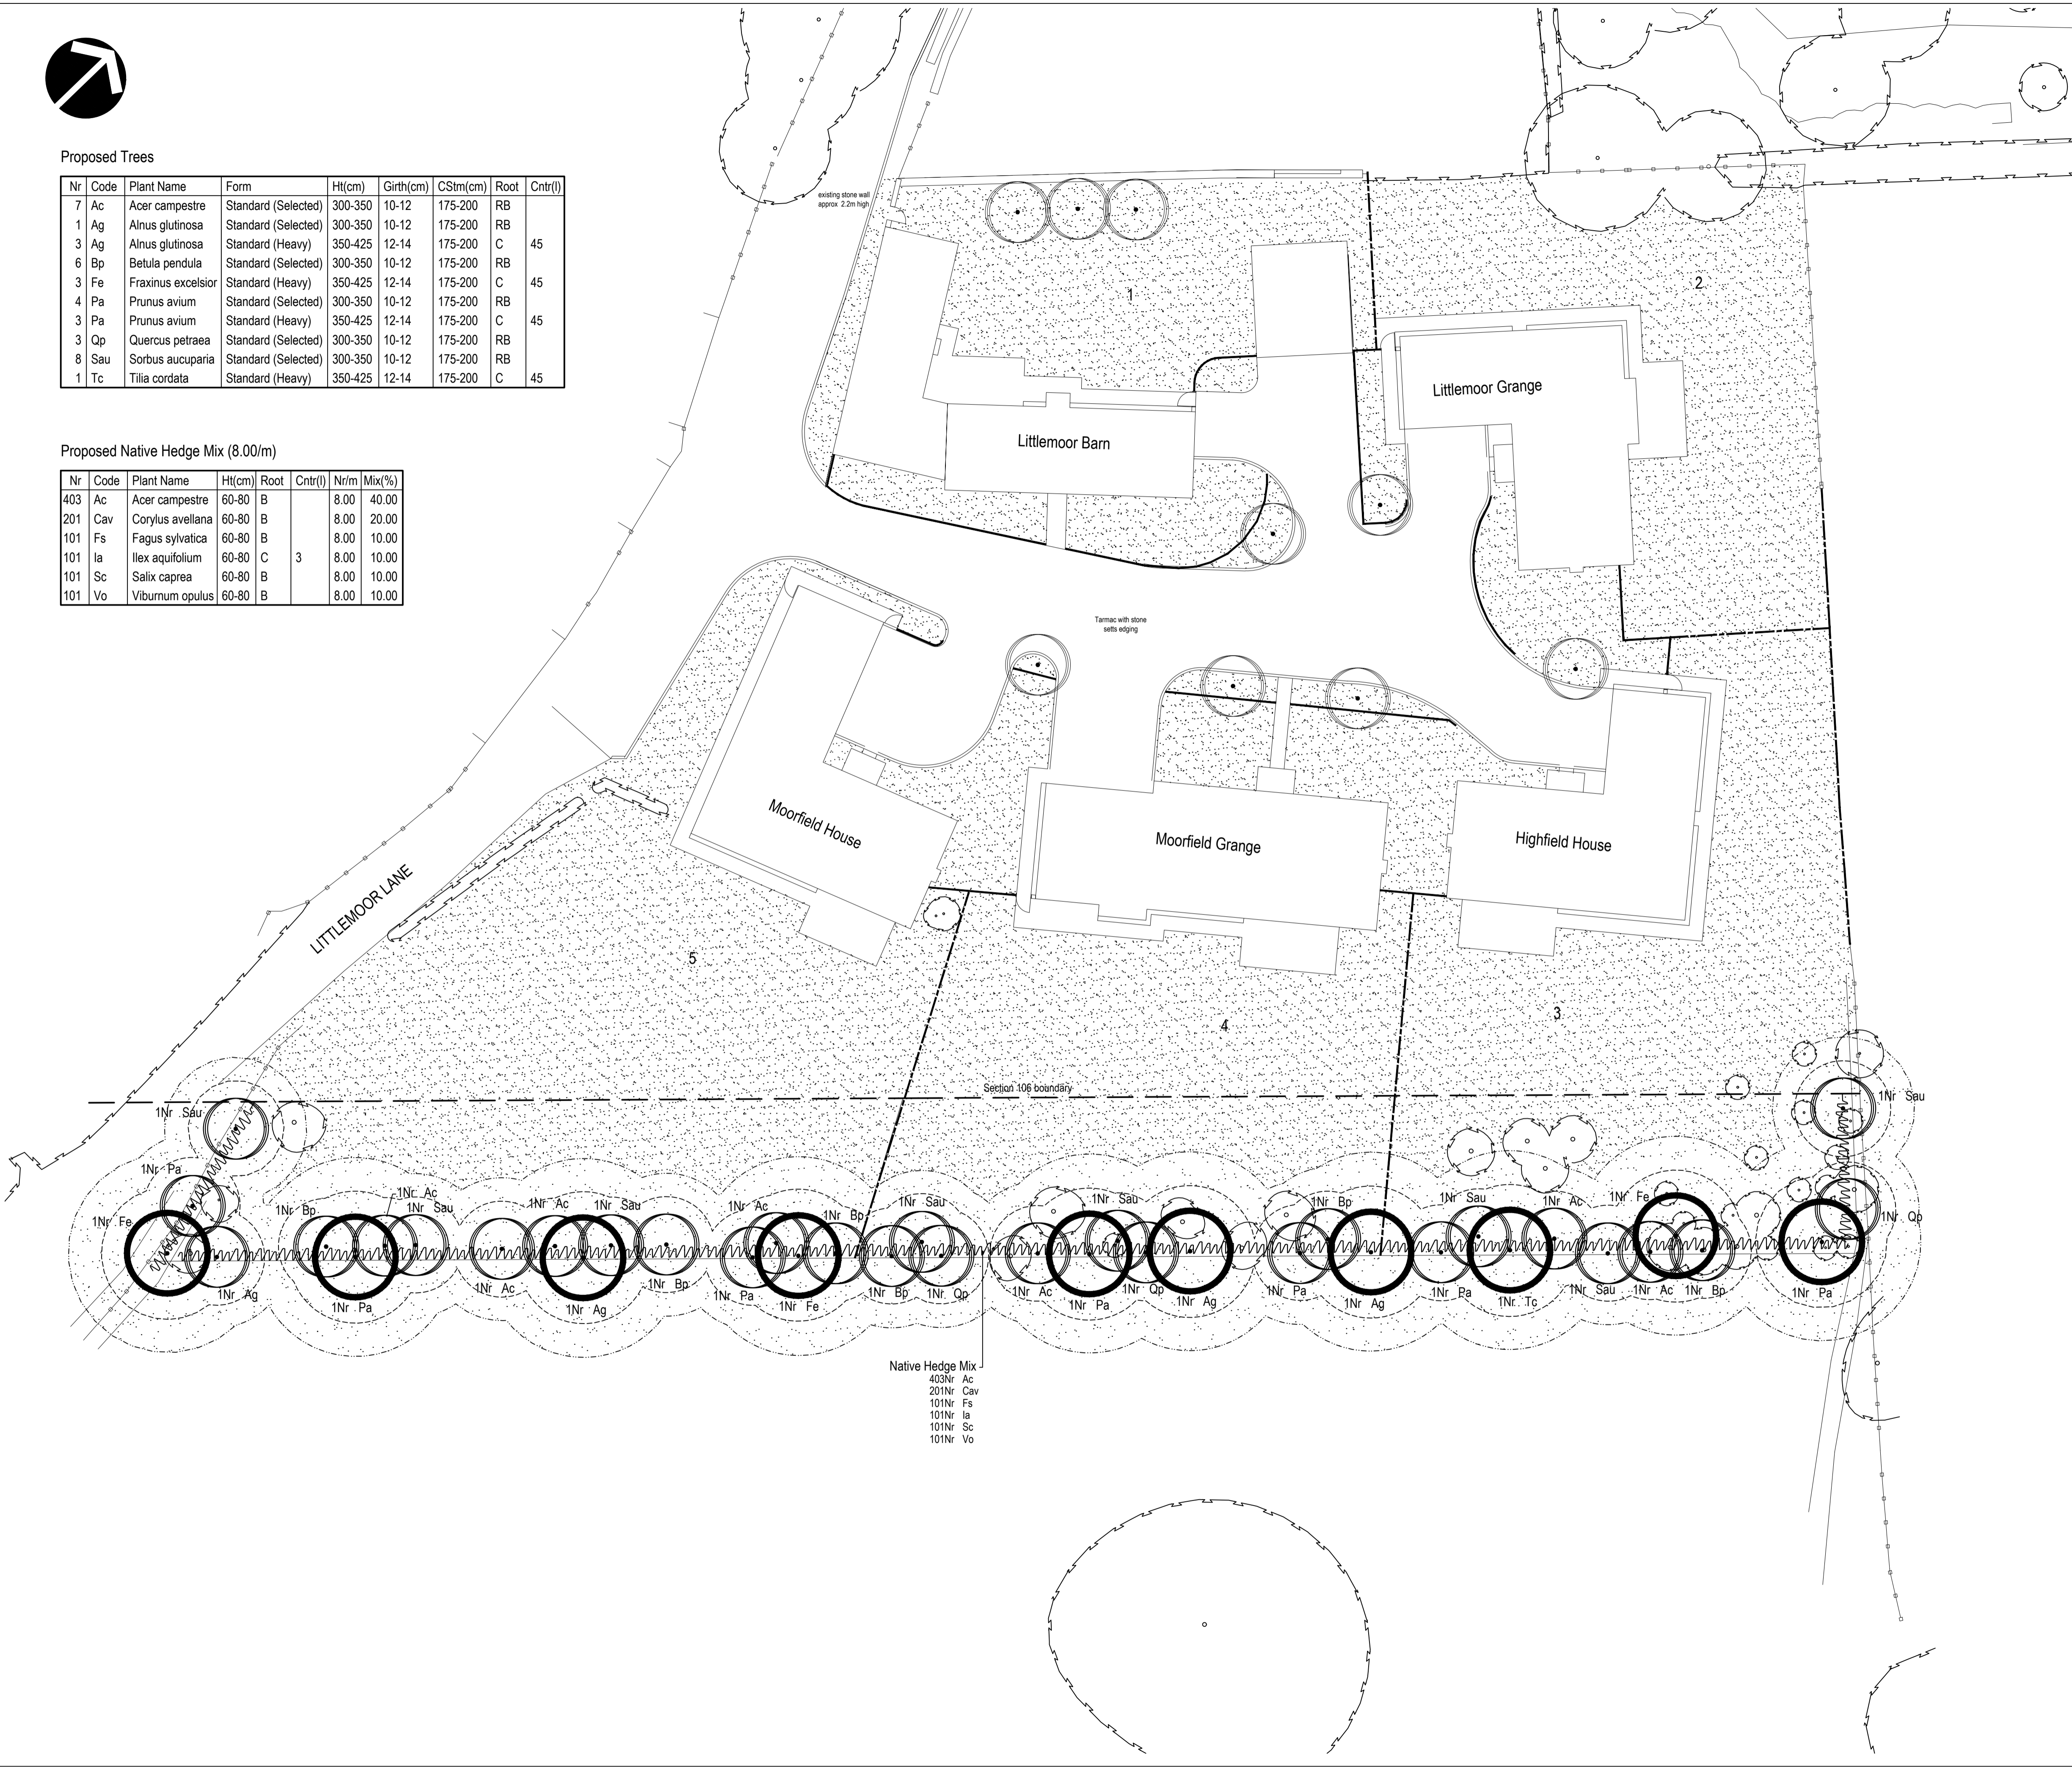 Proposed Trees
Nr Code Plant Name Form Ht(cm) Girth(cm) CStm(cm) Root Cntr(l)
7 Ac Acer campestre Standard (Selected) 300-350 10-12 175-200 RB
1 Ag Alnus glutinosa Standard (Selected) 300-350 10-12 175-200 RB
3 Ag Alnus glutinosa Standard (Heavy) 350-425 12-14 175-200 C 45
6 Bp Betula pendula Standard (Selected) 300-350 10-12 175-200 RB
3 Fe Fraxinus excelsior Standard (Heavy) 350-425 12-14 175-200 C 45
4 Pa Prunus avium Standard (Selected) 300-350 10-12 175-200 RB
3 Pa Prunus avium Standard (Heavy) 350-425 12-14 175-200 C 45
3 Qp Quercus petraea Standard (Selected) 300-350 10-12 175-200 RB
8 Sau Sorbus aucuparia Standard (Selected) 300-350 10-12 175-200 RB
1 Tc Tilia cordata Standard (Heavy) 350-425 12-14 175-200 C 45
Proposed Native Hedge Mix (8.00/m)
Nr Code Plant Name Ht(cm) Root Cntr(l) Nr/m Mix(%)
403 Ac Acer campestre 60-80 B 8.00 40.00
201 Cav Corylus avellana 60-80 B 8.00 20.00
101 Fs Fagus sylvatica 60-80 B 8.00 10.00
101 Ia Ilex aquifolium 60-80 C 3 8.00 10.00
101 Sc Salix caprea 60-80 B 8.00 10.00
101 Vo Viburnum opulus 60-80 B 8.00 10.00
existing stone wall
approx 2.2m high
1
2
Littlemoor Grange
Littlemoor Barn
Tarmac with stone
setts edging
Moorfield House
Moorfield Grange
Highfield House
LITTLEMOOR LANE
5
4
3
Section 106 boundary
1Nr Sau
1Nr Sau
1Nr Pa
1Nr Fe
1Nr Bp
1Nr Ac
1Nr Sau
1Nr Ac
1Nr Sau
1Nr Ac
1Nr Bp
1Nr Sau
1Nr Sau
1Nr Bp
1Nr Sau
1Nr Ac
1Nr Fe
1Nr Qp
1Nr Ag
1Nr Pa
1Nr Ac
1Nr Ag
1Nr Bp
1Nr Pa
1Nr Fe
1Nr Bp
1Nr Qp
1Nr Ac
1Nr Pa
1Nr Qp
1Nr Ag
1Nr Pa
1Nr Ag
1Nr Pa
1Nr Tc
1Nr Sau
1Nr Ac
1Nr Bp
1Nr Pa
Native Hedge Mix
403Nr Ac
201Nr Cav
101Nr Fs
101Nr Ia
101Nr Sc
101Nr Vo